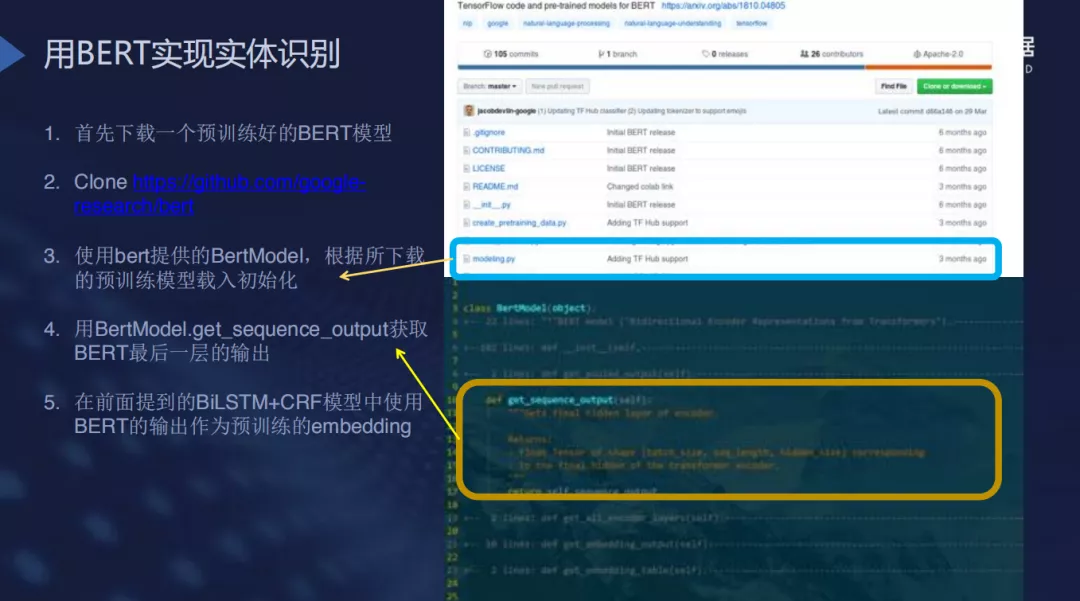 用BERT实现实体识别
1. 首先下载一个预训练好的BERT模型
2. Clone https://github.com/google-
research/bert
3. 使用bert提供的BertModel，根据所下载
的预训练模型载入初始化
4. 用BertModel.get_sequence_output获取
BERT最后一层的输出
5. 在前面提到的BiLSTM+CRF模型中使用
BERT的输出作为预训练的embedding
TensorFlow code and pre-trained models for BERT https://arxiv.org/abs/1810.04805
nlp google natural-language-processing natural-language-understanding tensorflow
105 commits 1 branch 0 releases 26 contributors Apache-2.0
Branch: master New pull request Find File Clone or download
jacobdevlin-google (1) Updating TF Hub classifier (2) Updating tokenizer to support emojis Latest commit d66a146 on 29 Mar
.gitignore Initial BERT release 6 months ago
CONTRIBUTING.md Initial BERT release 6 months ago
LICENSE Initial BERT release 6 months ago
README.md Changed colab link 3 months ago
__init__.py Initial BERT release 6 months ago
create_pretraining_data.py Adding TF Hub support 3 months ago
modeling.py Adding TF Hub support 3 months ago
据
D
class BertModel(object):
22 lines: """BERT model ("Bidirectional Encoder Representations from Transformers").
lines: def __init__(self,
2 lines: def get_pooled_output(self):
def get_sequence_output(self):
"""Gets final hidden layer of encoder.
Returns:
float Tensor of shape [batch_size, seq_length, hidden_size] corresponding
to the final hidden of the transformer encoder.
"""
return self.sequence_output
2 lines: def get_all_encoder_layers(self):
10 lines: def get_embedding_output(self):
2 lines: def get_embedding_table(self):